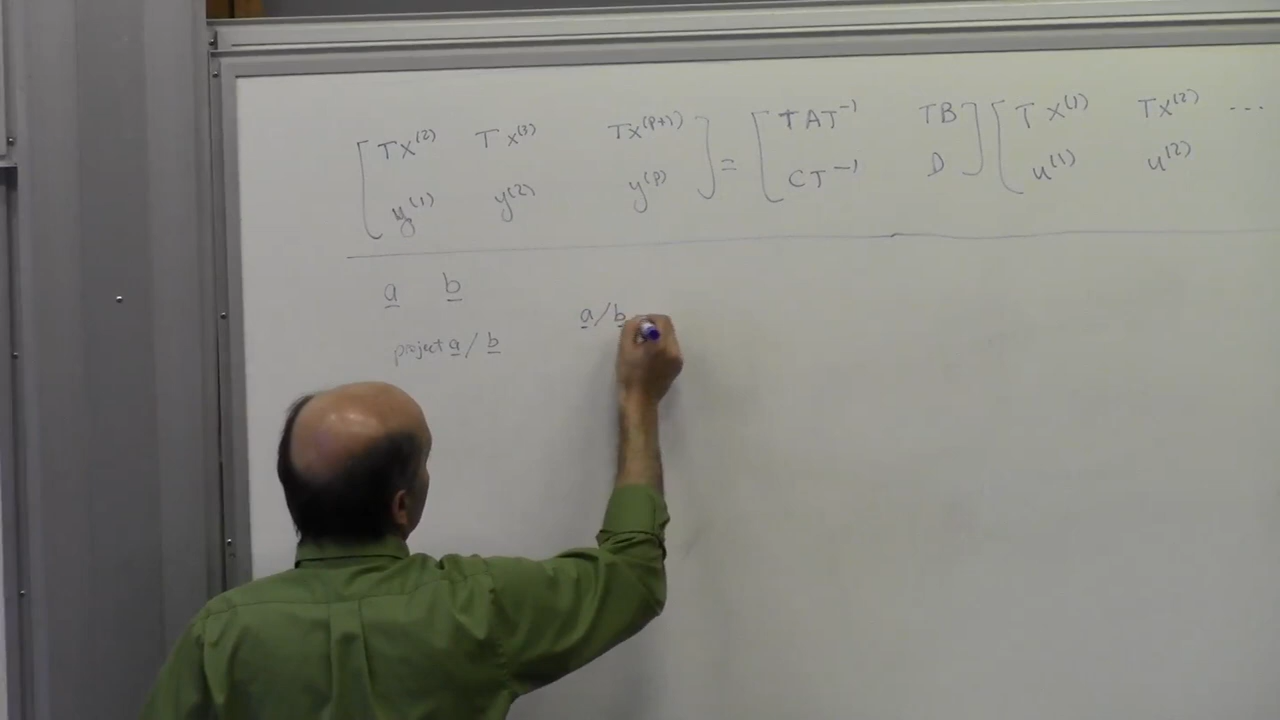 [ Tx^(2) Tx^(3) Tx^(p+1) ] = [ TAT^-1 TB ] [ Tx^(1) Tx^(2) ...
y^(1) y^(2) y^(p) CT^-1 D u^(1) u^(2)
a b
a/b
project a / b